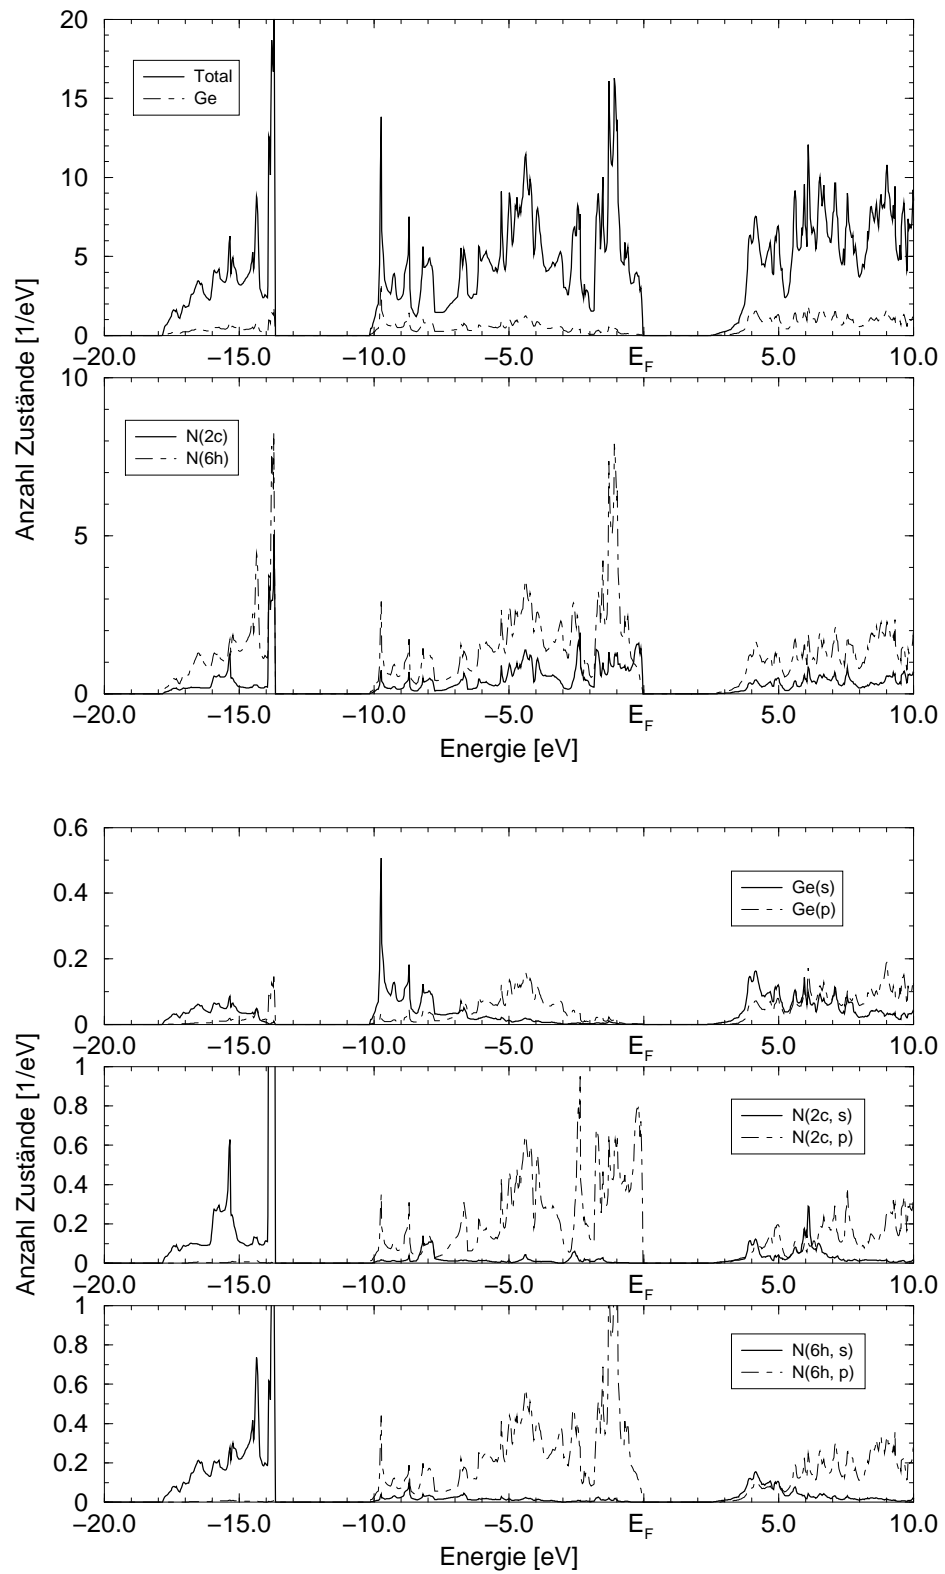 20
15
10
5
0
Total
Ge
−20.0 −15.0 −10.0 −5.0 EF 5.0 10.0
Anzahl Zustände [1/eV]
10
5
0
N(2c)
N(6h)
−20.0 −15.0 −10.0 −5.0 EF 5.0 10.0
Energie [eV]
0.6
0.4
0.2
0
Ge(s)
Ge(p)
−20.0 −15.0 −10.0 −5.0 EF 5.0 10.0
Anzahl Zustände [1/eV]
1
0.8
0.6
0.4
0.2
0
N(2c, s)
N(2c, p)
−20.0 −15.0 −10.0 −5.0 EF 5.0 10.0
1
0.8
0.6
0.4
0.2
0
N(6h, s)
N(6h, p)
−20.0 −15.0 −10.0 −5.0 EF 5.0 10.0
Energie [eV]